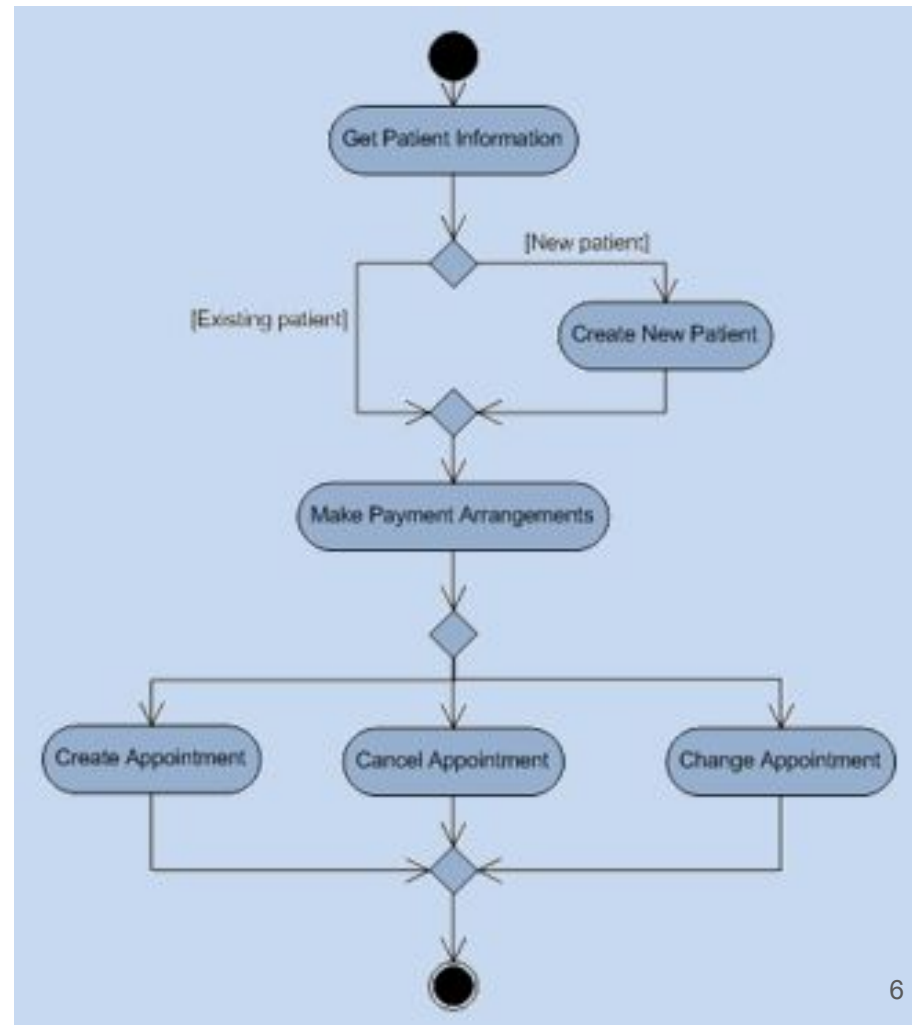 Get Patient Information
[New patient]
[Existing patient]
Create New Patient
Make Payment Arrangements
Create Appointment
Cancel Appointment
Change Appointment
6